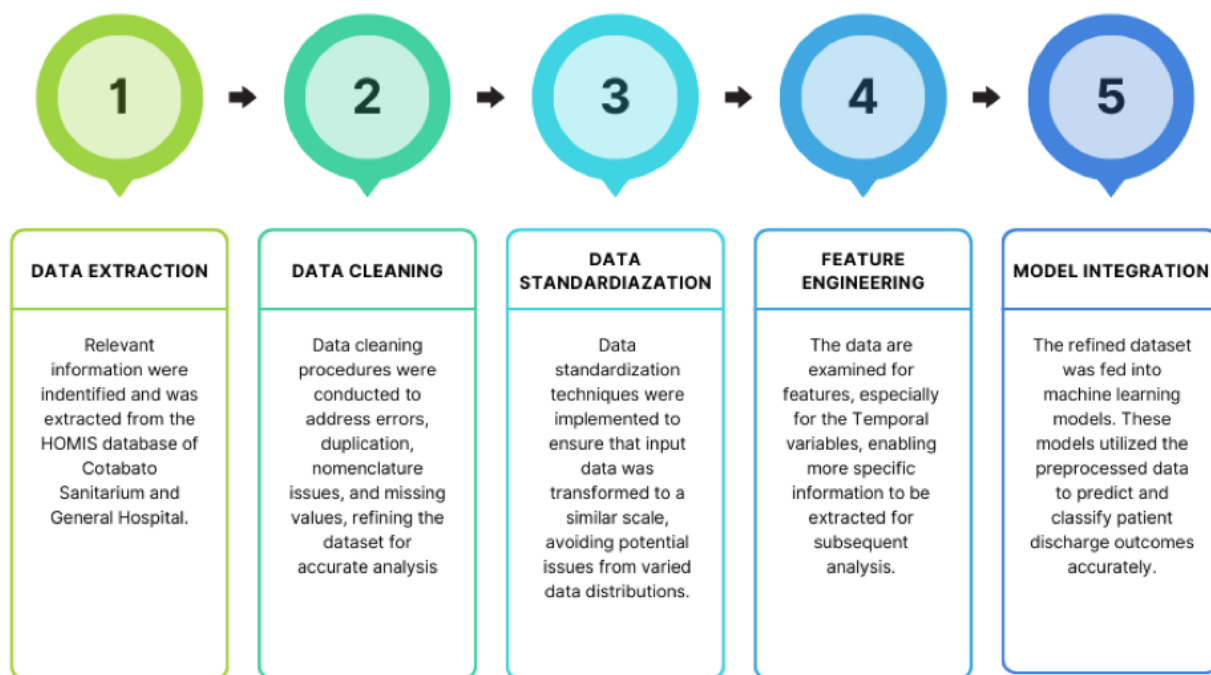 1
2
3
4
5
DATA EXTRACTION
Relevant
information were
indentified and was
extracted from the
HOMIS database of
Cotabato
Sanitarium and
General Hospital.
DATA CLEANING
Data cleaning
procedures were
conducted to
address errors,
duplication,
nomenclature
issues, and missing
values, refining the
dataset for
accurate analysis
DATA
STANDARDIAZATION
Data
standardization
techniques were
implemented to
ensure that input
data was
transformed to a
similar scale,
avoiding potential
issues from varied
data distributions.
FEATURE
ENGINEERING
The data are
examined for
features, especially
for the Temporal
variables, enabling
more specific
information to be
extracted for
subsequent
analysis.
MODEL INTEGRATION
The refined dataset
was fed into
machine learning
models. These
models utilized the
preprocessed data
to predict and
classify patient
discharge outcomes
accurately.